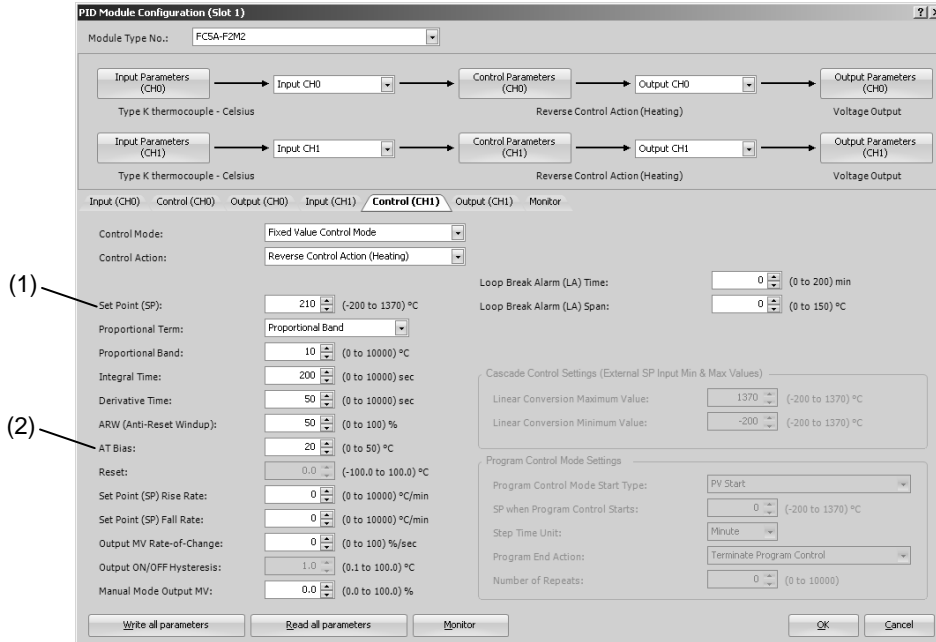 PID Module Configuration (Slot 1)
Module Type No.: FC5A-F2M2
Input Parameters (CH0) Input CH0 Control Parameters (CH0) Output CH0 Output Parameters (CH0)
Type K thermocouple - Celsius Reverse Control Action (Heating) Voltage Output
Input Parameters (CH1) Input CH1 Control Parameters (CH1) Output CH1 Output Parameters (CH1)
Type K thermocouple - Celsius Reverse Control Action (Heating) Voltage Output
Input (CH0) Control (CH0) Output (CH0) Input (CH1) Control (CH1) Output (CH1) Monitor
Control Mode: Fixed Value Control Mode
Control Action: Reverse Control Action (Heating)
(1)
Set Point (SP): 210 (-200 to 1370) °C
Proportional Term: Proportional Band
Proportional Band: 10 (0 to 10000) °C
Integral Time: 200 (0 to 10000) sec
Derivative Time: 50 (0 to 10000) sec
ARW (Anti-Reset Windup): 50 (0 to 100) %
(2)
AT Bias: 20 (0 to 50) °C
Reset: 0.0 (-100.0 to 100.0) °C
Set Point (SP) Rise Rate: 0 (0 to 10000) °C/min
Set Point (SP) Fall Rate: 0 (0 to 10000) °C/min
Output MV Rate-of-Change: 0 (0 to 100) %/sec
Output ON/OFF Hysteresis: 1.0 (0.1 to 100.0) °C
Manual Mode Output MV: 0.0 (0.0 to 100.0) %
Loop Break Alarm (LA) Time: 0 (0 to 200) min
Loop Break Alarm (LA) Span: 0 (0 to 150) °C
Cascade Control Settings (External SP Input Min & Max Values)
Linear Conversion Maximum Value: 1370 (-200 to 1370) °C
Linear Conversion Minimum Value: -200 (-200 to 1370) °C
Program Control Mode Settings
Program Control Mode Start Type: PV Start
SP when Program Control Starts: 0 (-200 to 1370) °C
Step Time Unit: Minute
Program End Action: Terminate Program Control
Number of Repeats: 0 (0 to 10000)
Write all parameters Read all parameters Monitor OK Cancel